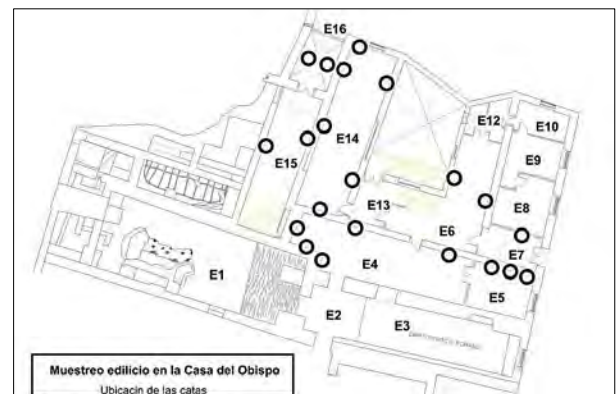 E16
E12
E10
E14
E9
E15
E8
E13
E6
E7
E4
E1
E5
E2
E3
Muestreo edilicio en la Casa del Obispo
Ubicacin de las catas